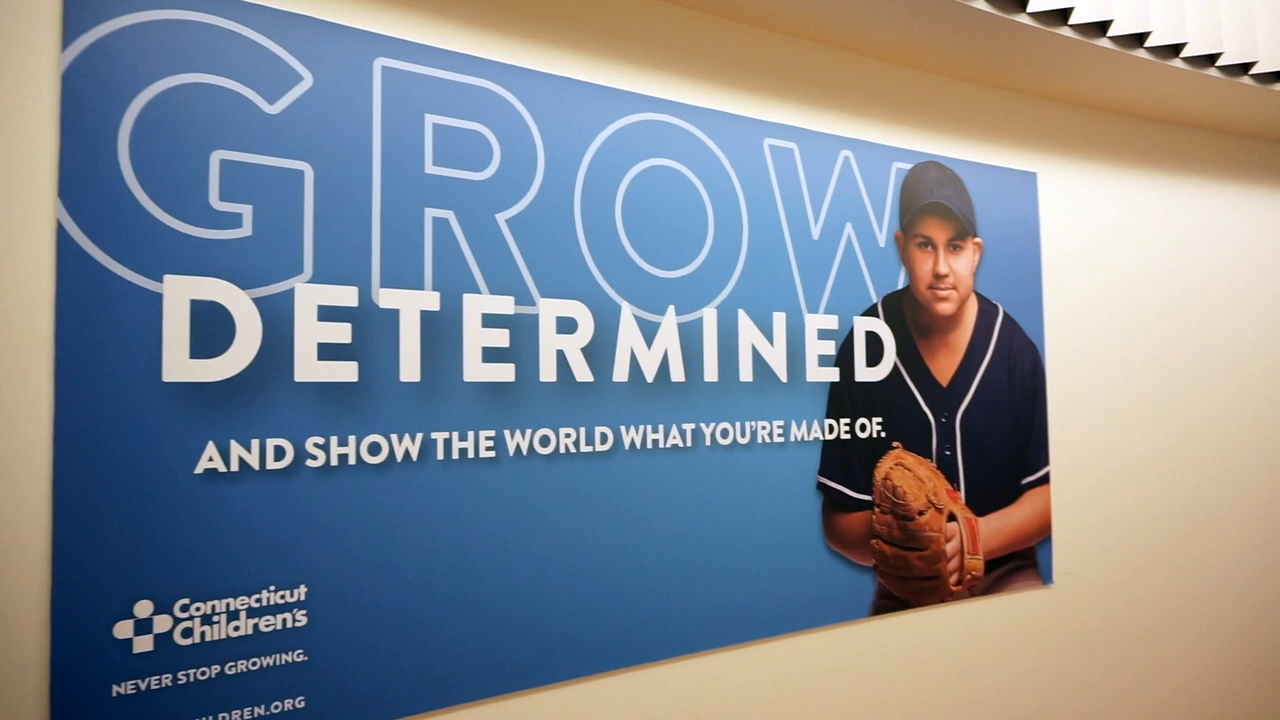 GROW
DETERMINED
AND SHOW THE WORLD WHAT YOU'RE MADE OF.
Connecticut
Children's
NEVER STOP GROWING.